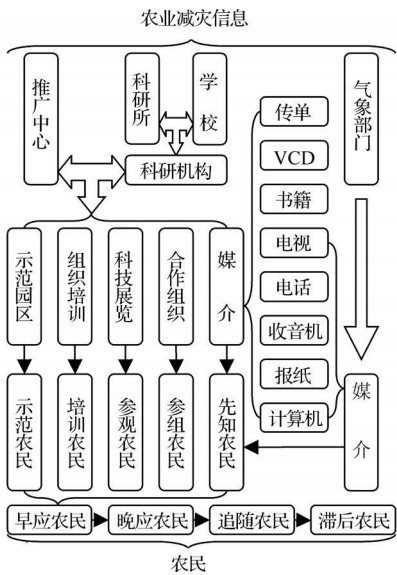 农业减灾信息
推广中心
科研所
学校
气象部门
科研机构
传单
VCD
书籍
电视
电话
收音机
报纸
计算机
示范园区
组织培训
科技展览
合作组织
媒介
示范农民
培训农民
参观农民
参组农民
先知农民
媒介
早应农民
晚应农民
追随农民
滞后农民
农民